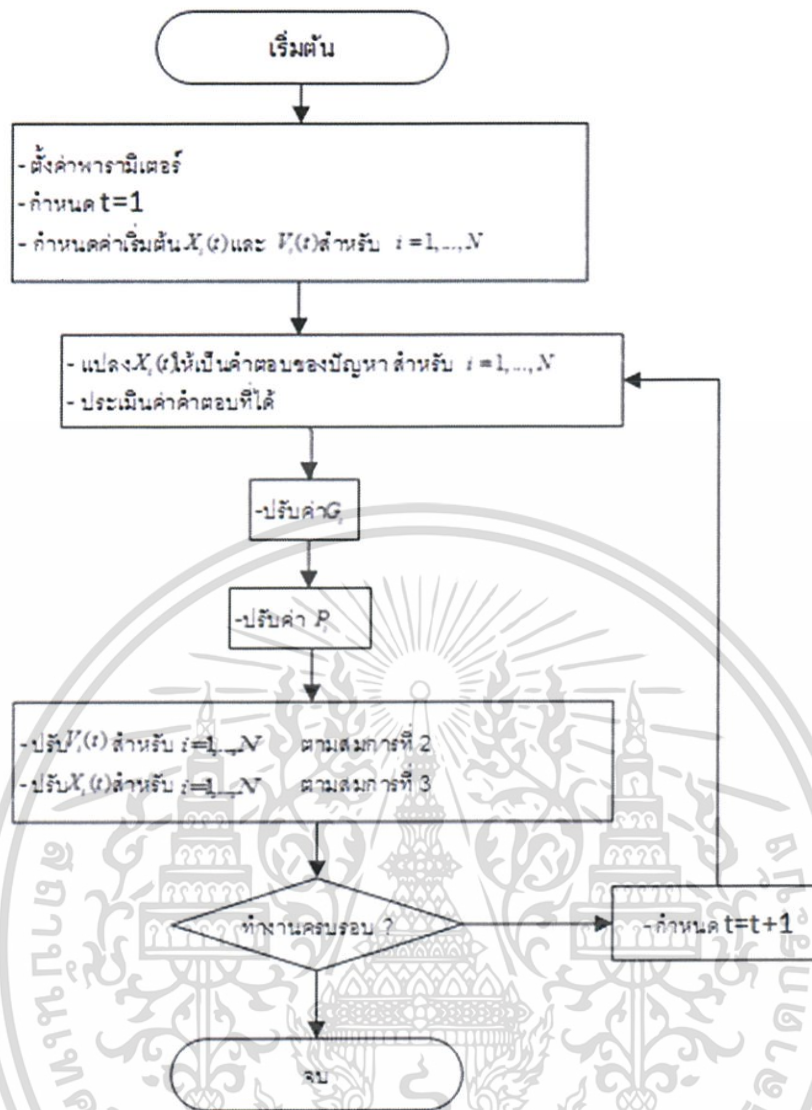 เริ่มต้น
- ตั้งค่าพารามิเตอร์
- กำหนด t=1
- กำหนดค่าเริ่มต้น X_i(t) และ V_i(t) สำหรับ i = 1, ..., N
- แปลง X_i(t) ให้เป็นคำตอบของปัญหา สำหรับ i = 1, ..., N
- ประเมินค่าคำตอบที่ได้
-ปรับค่า G_i
-ปรับค่า P_i
-ปรับ V_i(t) สำหรับ i=1,...,N ตามสมการที่ 2
-ปรับ X_i(t) สำหรับ i=1,...,N ตามสมการที่ 3
ทำงานครบรอบ ?
- กำหนด t=t+1
จบ